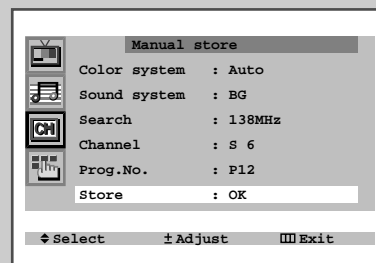 Manual store
Color system : Auto
Sound system : BG
Search : 138MHz
CH
Channel : S 6
Prog.No. : P12
Store : OK
Select ± Adjust Exit